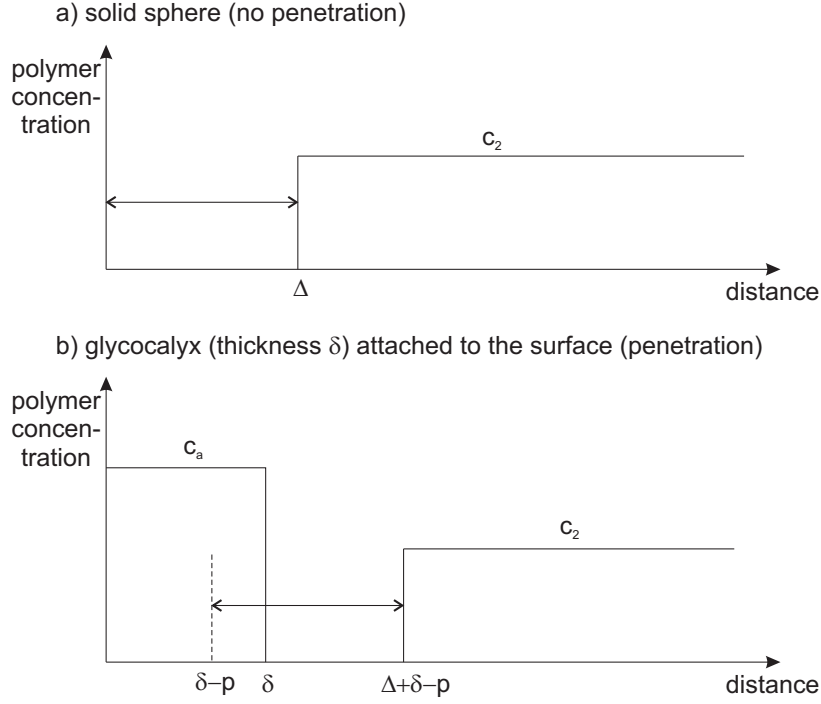 a) solid sphere (no penetration)
polymer
concen-
tration
c₂
Δ
distance
b) glycocalyx (thickness δ) attached to the surface (penetration)
polymer
concen-
tration
cₐ
c₂
δ−p
δ
Δ+δ−p
distance